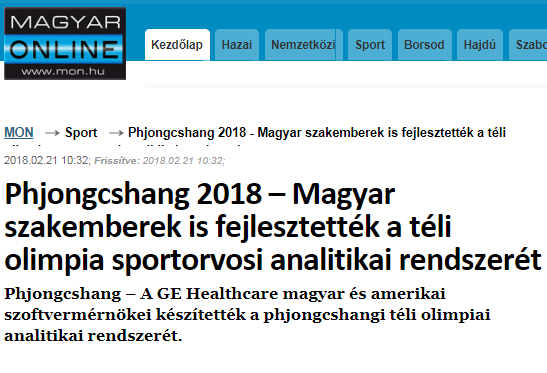 MAGYAR
ONLINE
www.mon.hu
Kezdőlap Hazai Nemzetközi Sport Borsod Hajdú Szabo
MON → Sport → Phjongcshang 2018 - Magyar szakemberek is fejlesztették a téli
2018.02.21 10:32; Frissítve: 2018.02.21 10:32;
Phjongcshang 2018 – Magyar
szakemberek is fejlesztették a téli
olimpia sportorvosi analitikai rendszerét
Phjongcshang – A GE Healthcare magyar és amerikai
szoftvermérnökei készítették a phjongcshangi téli olimpiai
analitikai rendszerét.